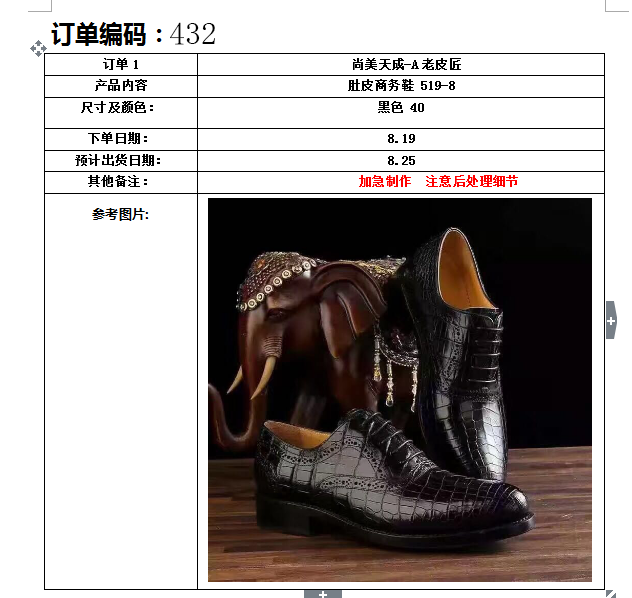 订单编码：432
订单 1 尚美天成-A 老皮匠
产品内容 肚皮商务鞋 519-8
尺寸及颜色： 黑色 40
下单日期： 8.19
预计出货日期： 8.25
其他备注： 加急制作 注意后处理细节
参考图片: